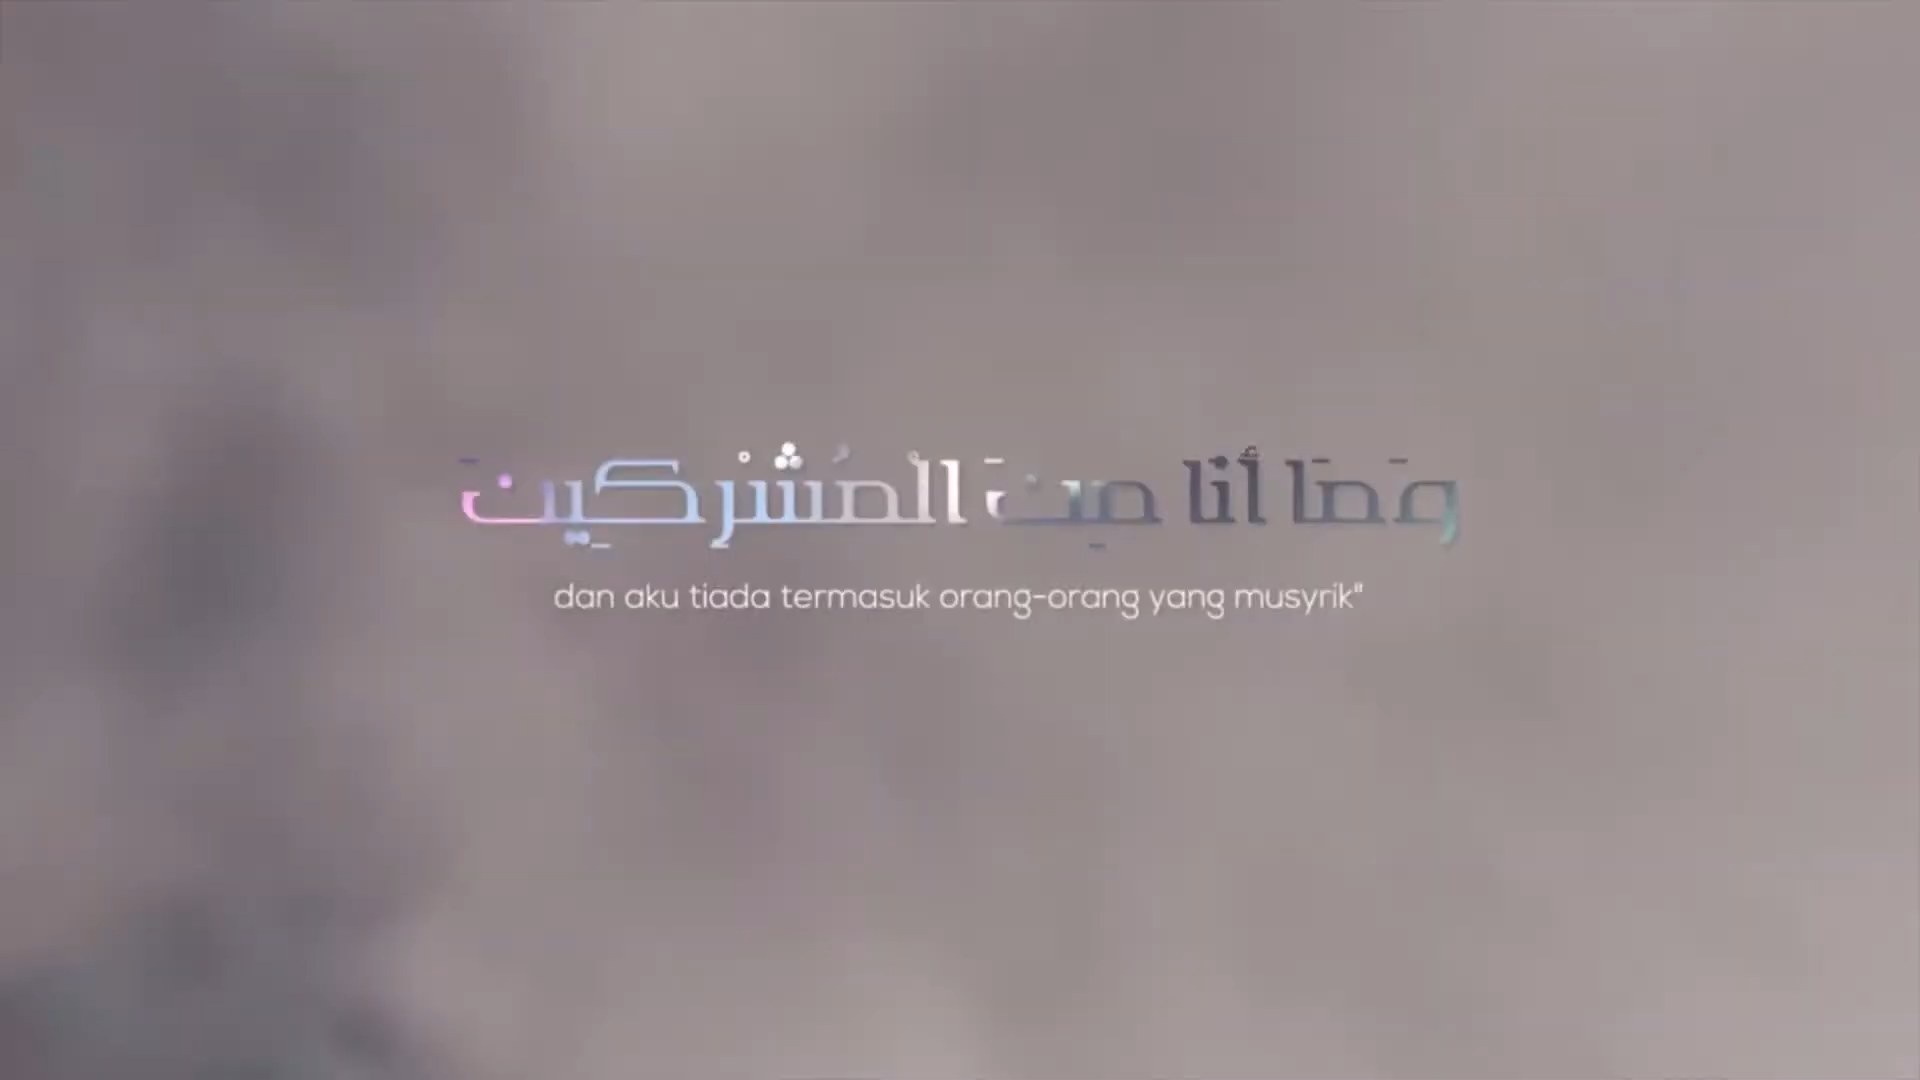 وَمَا أَنَا مِنَ الْمُشْرِكِينَ
dan aku tiada termasuk orang-orang yang musyrik"